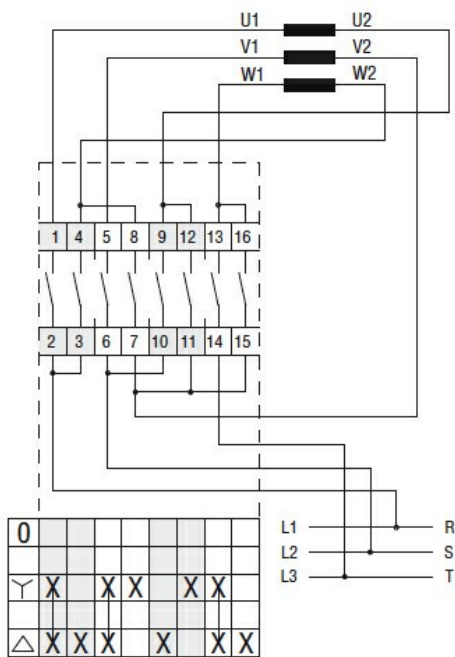 U1 U2
V1 V2
W1 W2
1 4 5 8 9 12 13 16
2 3 6 7 10 11 14 15
L1 R
L2 S
L3 T
0
Y X X X X X
△ X X X X X X